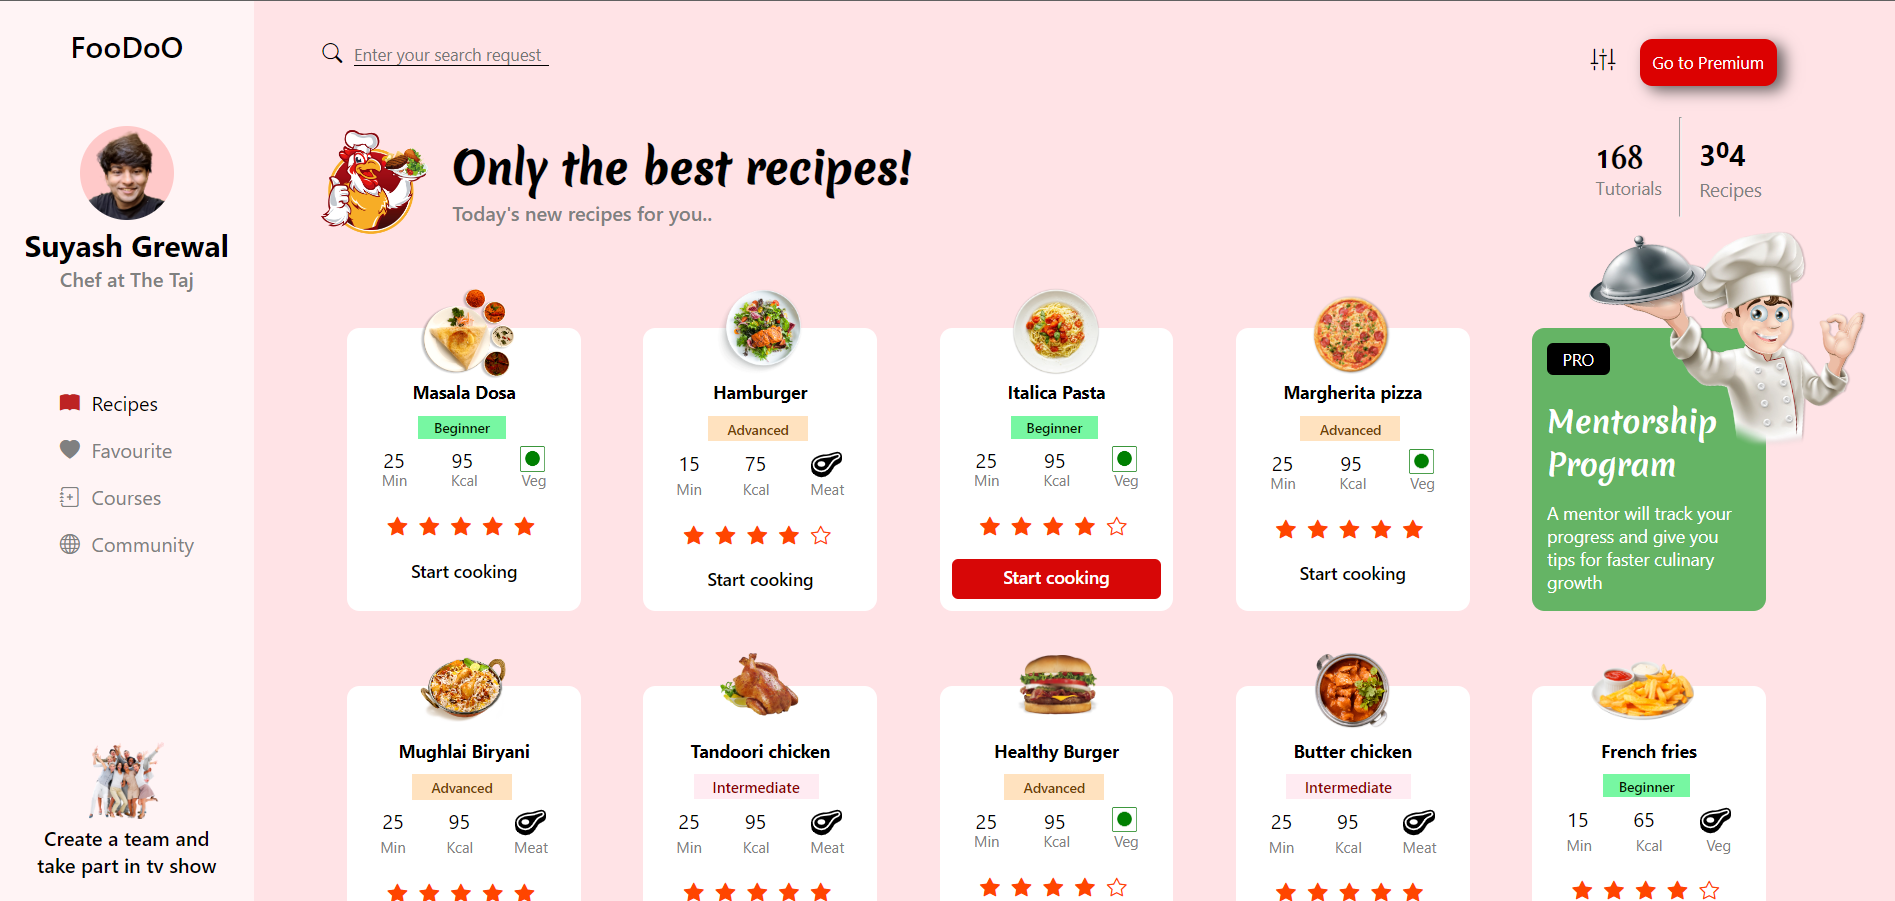 FooDoO
Suyash Grewal
Chef at The Taj
Recipes
Favourite
Courses
Community
Create a team and
take part in tv show
Enter your search request
Go to Premium
Only the best recipes!
Today's new recipes for you..
168
Tutorials
304
Recipes
Masala Dosa
Beginner
25 95
Min Kcal Veg
Start cooking
Hamburger
Advanced
15 75
Min Kcal Meat
Start cooking
Italica Pasta
Beginner
25 95
Min Kcal Veg
Start cooking
Margherita pizza
Advanced
25 95
Min Kcal Veg
Start cooking
PRO
Mentorship
Program
A mentor will track your
progress and give you
tips for faster culinary
growth
Mughlai Biryani
Advanced
25 95
Min Kcal Meat
Tandoori chicken
Intermediate
25 95
Min Kcal Meat
Healthy Burger
Advanced
25 95
Min Kcal Veg
Butter chicken
Intermediate
25 95
Min Kcal Meat
French fries
Beginner
15 65
Min Kcal Veg